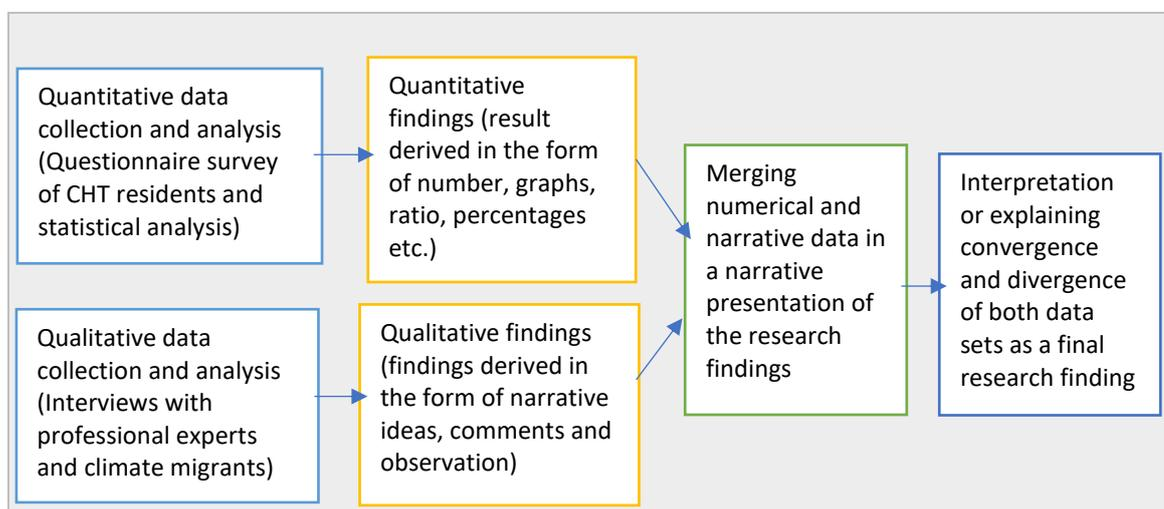 Quantitative data
collection and analysis
(Questionnaire survey
of CHT residents and
statistical analysis)
Quantitative
findings (result
derived in the form
of number, graphs,
ratio, percentages
etc.)
Qualitative data
collection and analysis
(Interviews with
professional experts
and climate migrants)
Qualitative findings
(findings derived in
the form of narrative
ideas, comments and
observation)
Merging
numerical and
narrative data in
a narrative
presentation of
the research
findings
Interpretation
or explaining
convergence
and divergence
of both data
sets as a final
research finding